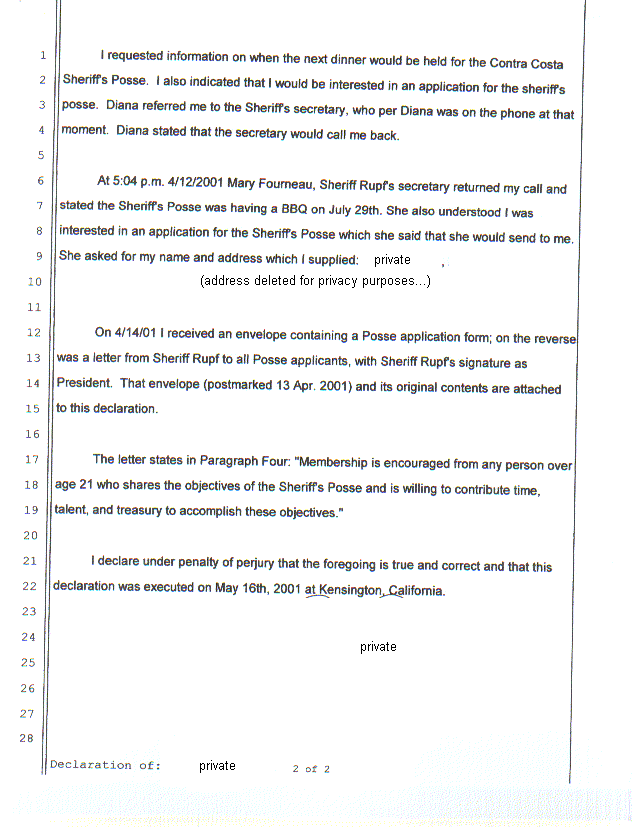 1 I requested information on when the next dinner would be held for the Contra Costa
2 Sheriff's Posse. I also indicated that I would be interested in an application for the sheriff's
3 posse. Diana referred me to the Sheriff's secretary, who per Diana was on the phone at that
4 moment. Diana stated that the secretary would call me back.
5
6 At 5:04 p.m. 4/12/2001 Mary Fourneau, Sheriff Rupf's secretary returned my call and
7 stated the Sheriff's Posse was having a BBQ on July 29th. She also understood I was
8 interested in an application for the Sheriff's Posse which she said that she would send to me.
9 She asked for my name and address which I supplied: private .
10 (address deleted for privacy purposes...)
11
12 On 4/14/01 I received an envelope containing a Posse application form; on the reverse
13 was a letter from Sheriff Rupf to all Posse applicants, with Sheriff Rupf's signature as
14 President. That envelope (postmarked 13 Apr. 2001) and its original contents are attached
15 to this declaration.
16
17 The letter states in Paragraph Four: "Membership is encouraged from any person over
18 age 21 who shares the objectives of the Sheriff's Posse and is willing to contribute time,
19 talent, and treasury to accomplish these objectives."
20
21 I declare under penalty of perjury that the foregoing is true and correct and that this
22 declaration was executed on May 16th, 2001 at Kensington, California.
23
24 private
25
26
27
28
Declaration of: private 2 of 2